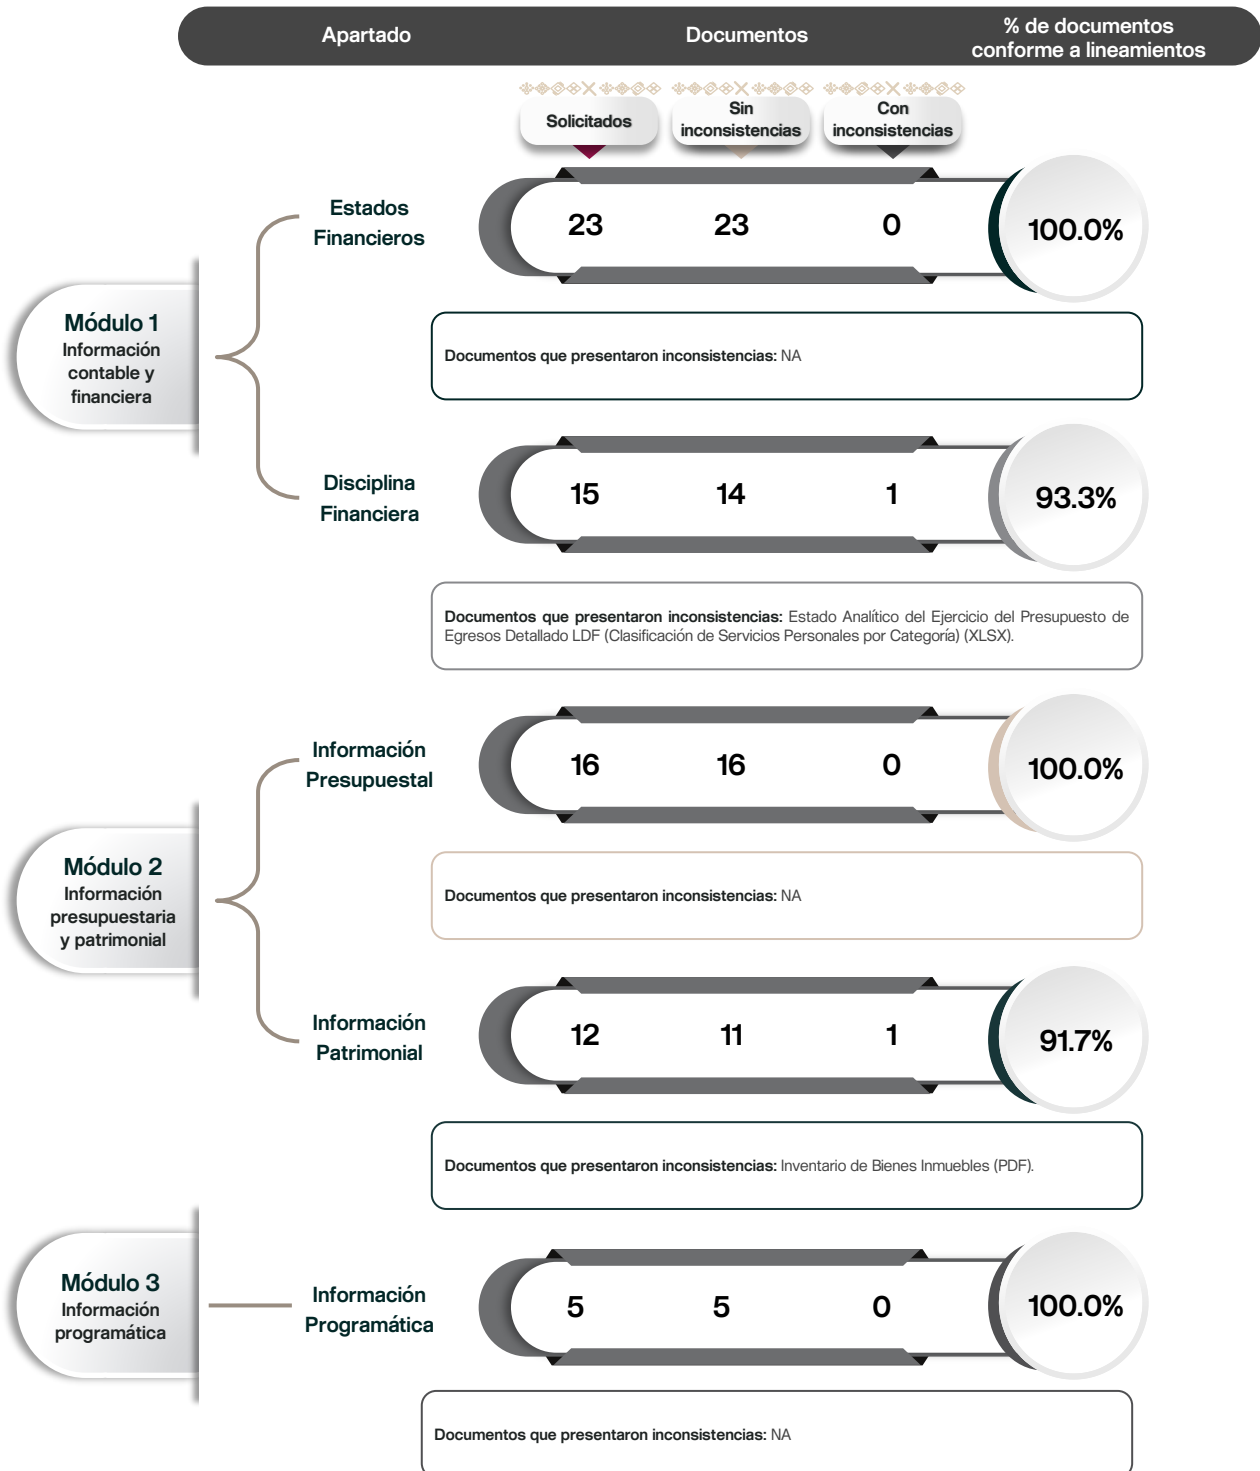 Apartado
Documentos
% de documentos
conforme a lineamientos
Solicitados
Sin
inconsistencias
Con
inconsistencias
Módulo 1
Información
contable y
financiera
Estados
Financieros
23
23
0
100.0%
Documentos que presentaron inconsistencias: NA
Disciplina
Financiera
15
14
1
93.3%
Documentos que presentaron inconsistencias: Estado Analítico del Ejercicio del Presupuesto de
Egresos Detallado LDF (Clasificación de Servicios Personales por Categoría) (XLSX).
Módulo 2
Información
presupuestaria
y patrimonial
Información
Presupuestal
16
16
0
100.0%
Documentos que presentaron inconsistencias: NA
Información
Patrimonial
12
11
1
91.7%
Documentos que presentaron inconsistencias: Inventario de Bienes Inmuebles (PDF).
Módulo 3
Información
programática
Información
Programática
5
5
0
100.0%
Documentos que presentaron inconsistencias: NA